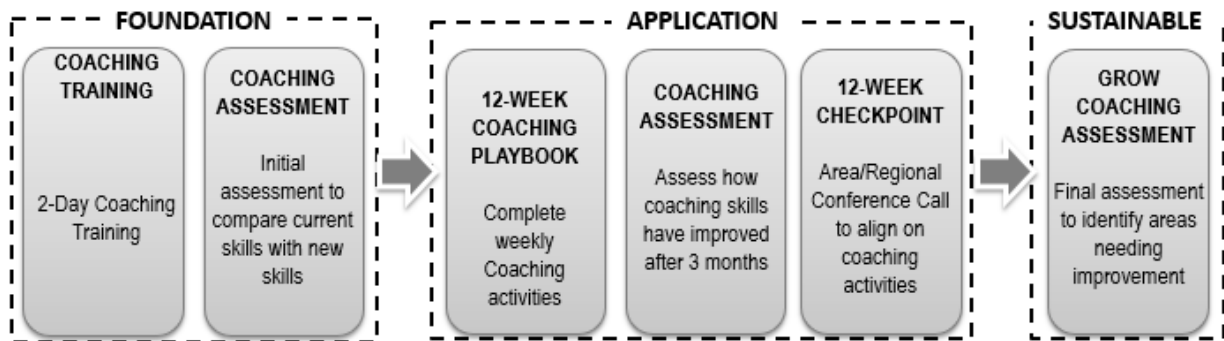 FOUNDATION
COACHING
TRAINING
2-Day Coaching
Training
COACHING
ASSESSMENT
Initial
assessment to
compare current
skills with new
skills
APPLICATION
12-WEEK
COACHING
PLAYBOOK
Complete
weekly
Coaching
activities
COACHING
ASSESSMENT
Assess how
coaching skills
have improved
after 3 months
12-WEEK
CHECKPOINT
Area/Regional
Conference Call
to align on
coaching
activities
SUSTAINABLE
GROW
COACHING
ASSESSMENT
Final assessment
to identify areas
needing
improvement